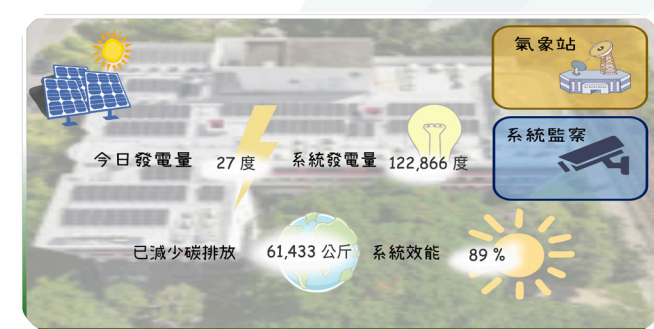 氣象站
系統監察
今日發電量 27 度 系統發電量 122,866 度
已減少碳排放 61,433 公斤 系統效能 89 %